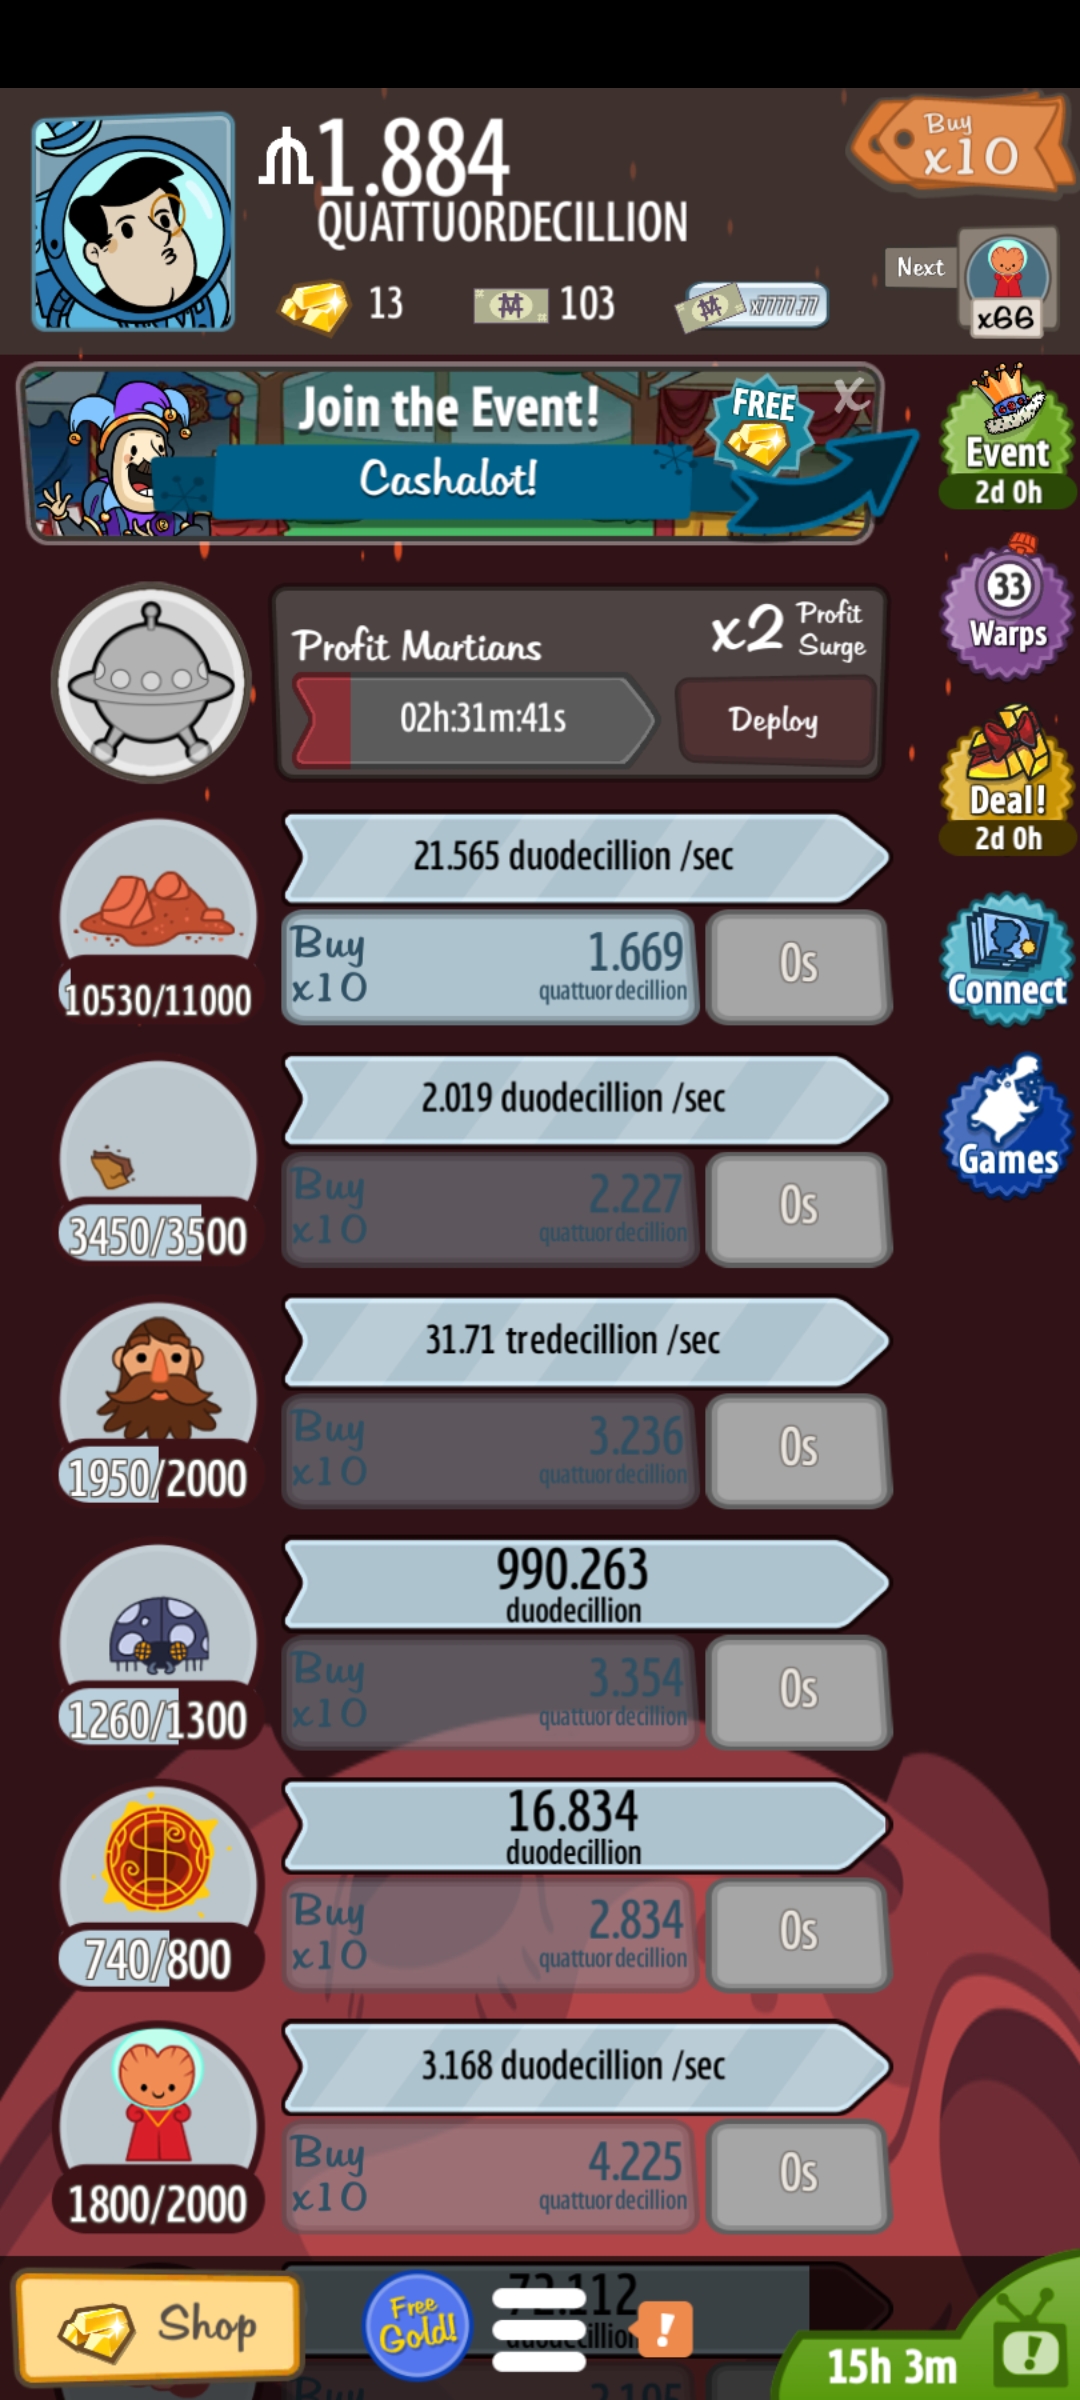 ₼1.884
QUATTUORDECILLION
Buy
x10
13
103
x7777.77
Next
x66
Join the Event!
Cashalot!
FREE
X
Event
2d 0h
33
Warps
Deal!
2d 0h
Connect
Games
Profit Martians
x2 Profit
Surge
02h:31m:41s
Deploy
21.565 duodecillion /sec
Buy
x10
1.669
quattuordecillion
0s
10530/11000
2.019 duodecillion /sec
Buy
x10
2.227
quattuordecillion
0s
3450/3500
31.71 tredecillion /sec
Buy
x10
3.236
quattuordecillion
0s
1950/2000
990.263
duodecillion
Buy
x10
3.354
quattuordecillion
0s
1260/1300
16.834
duodecillion
Buy
x10
2.834
quattuordecillion
0s
740/800
3.168 duodecillion /sec
Buy
x10
4.225
quattuordecillion
0s
1800/2000
Shop
Free
Gold!
72.112
duodecillion
!
15h 3m
!
Buy